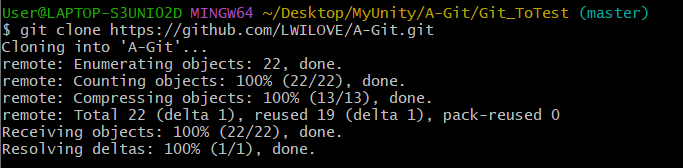 User@LAPTOP-S3UNIO2D MINGW64 ~/Desktop/MyUnity/A-Git/Git_ToTest (master)
$ git clone https://github.com/LWILOVE/A-Git.git
Cloning into 'A-Git'...
remote: Enumerating objects: 22, done.
remote: Counting objects: 100% (22/22), done.
remote: Compressing objects: 100% (13/13), done.
remote: Total 22 (delta 1), reused 19 (delta 1), pack-reused 0
Receiving objects: 100% (22/22), done.
Resolving deltas: 100% (1/1), done.